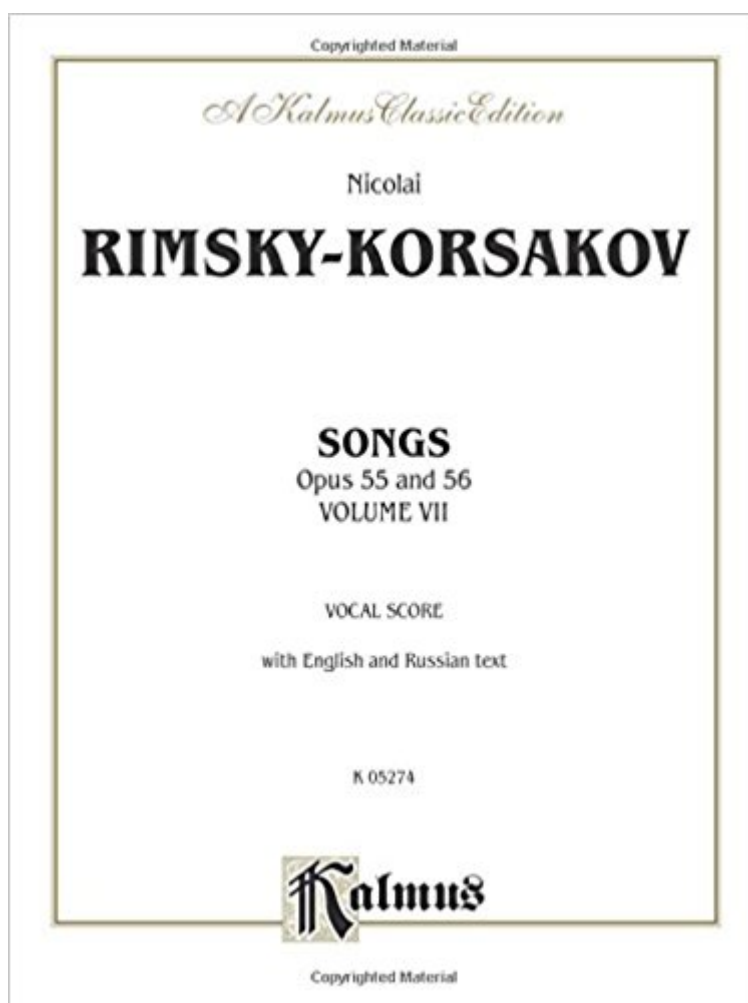 Copyrighted Material
A Kalmus Classic Edition
Nicolai
RIMSKY-KORSAKOV
SONGS
Opus 55 and 56
VOLUME VII
VOCAL SCORE
with English and Russian text
K 05274
Kalmus
Copyrighted Material